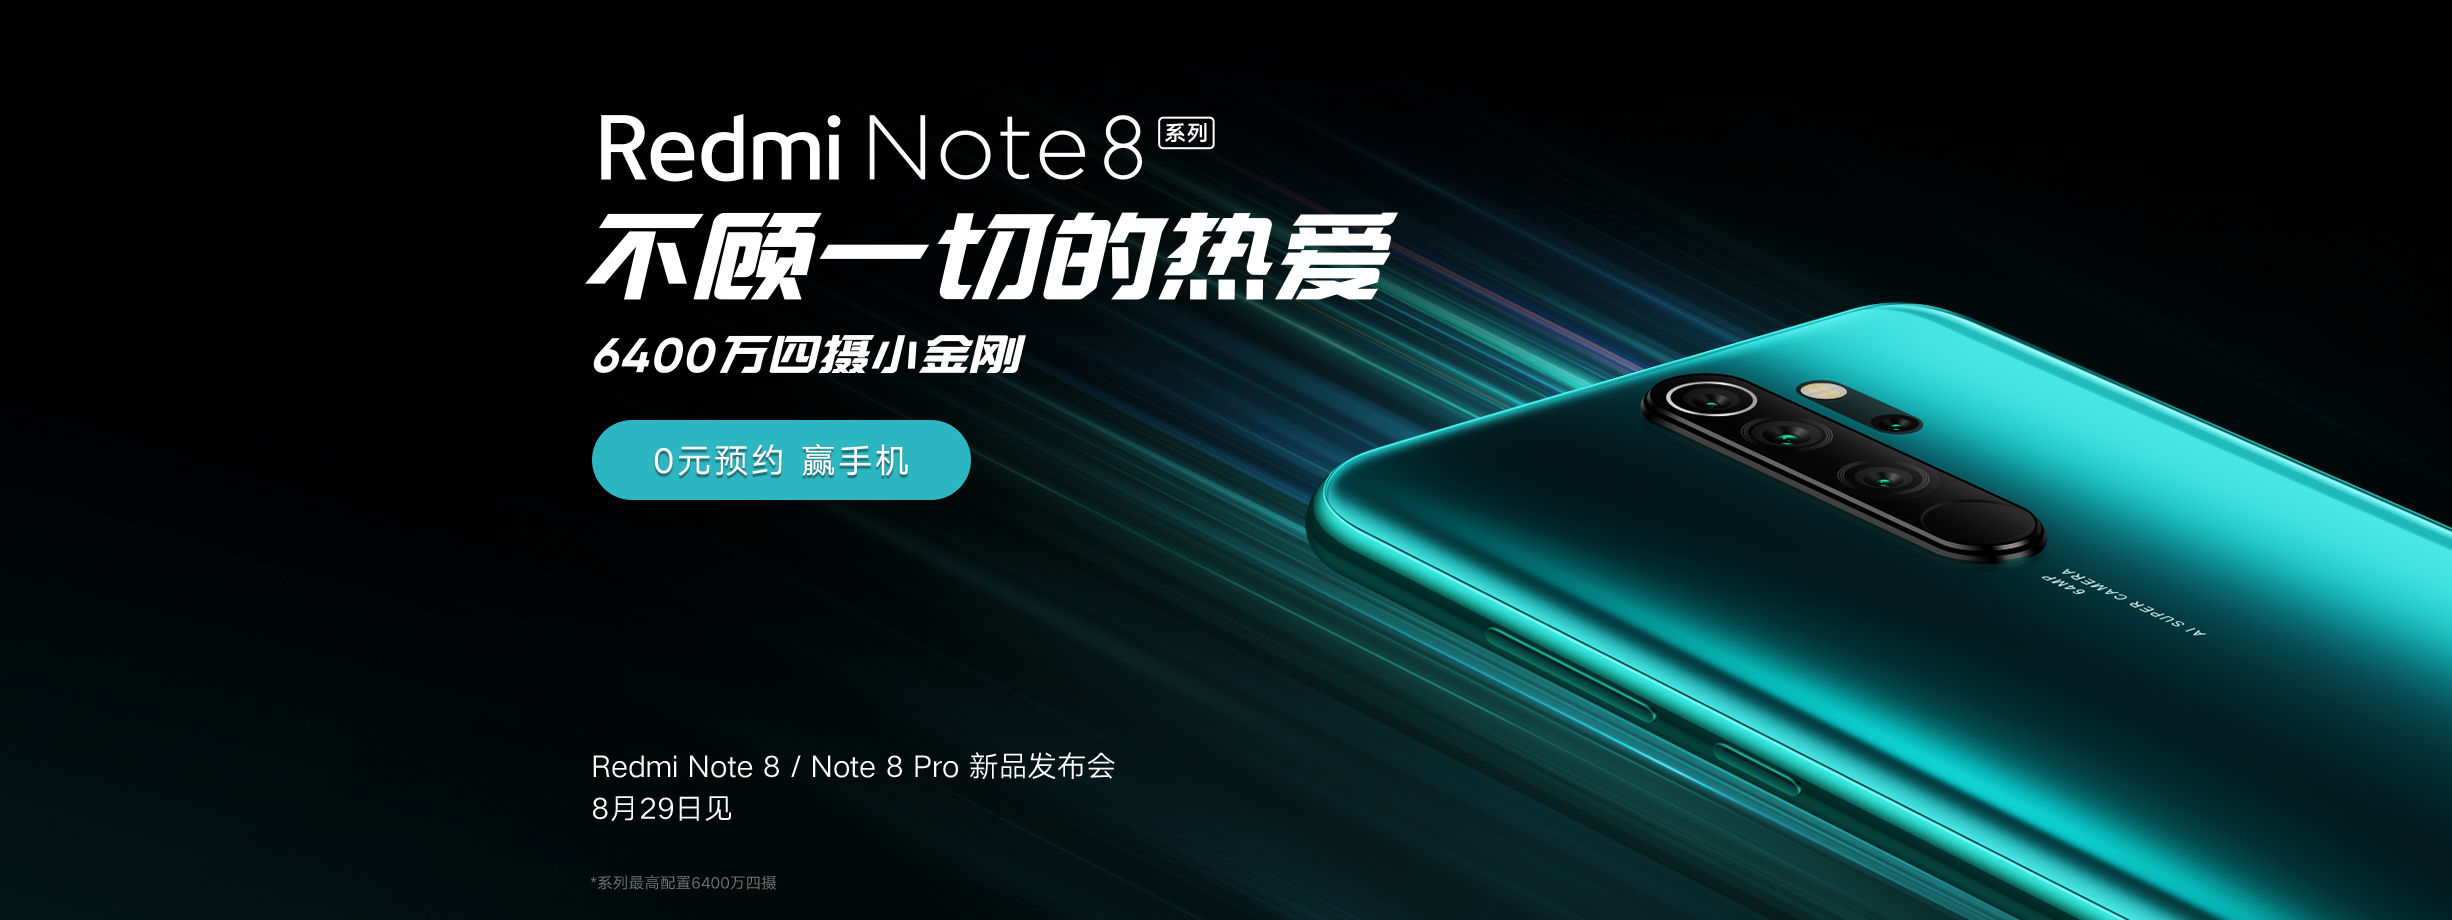 Redmi Note 8 系列
不顾一切的热爱
6400万四摄小金刚
0元预约 赢手机
Redmi Note 8 / Note 8 Pro 新品发布会
8月29日见
*系列最高配置6400万四摄
64MP
AI SUPER CAMERA